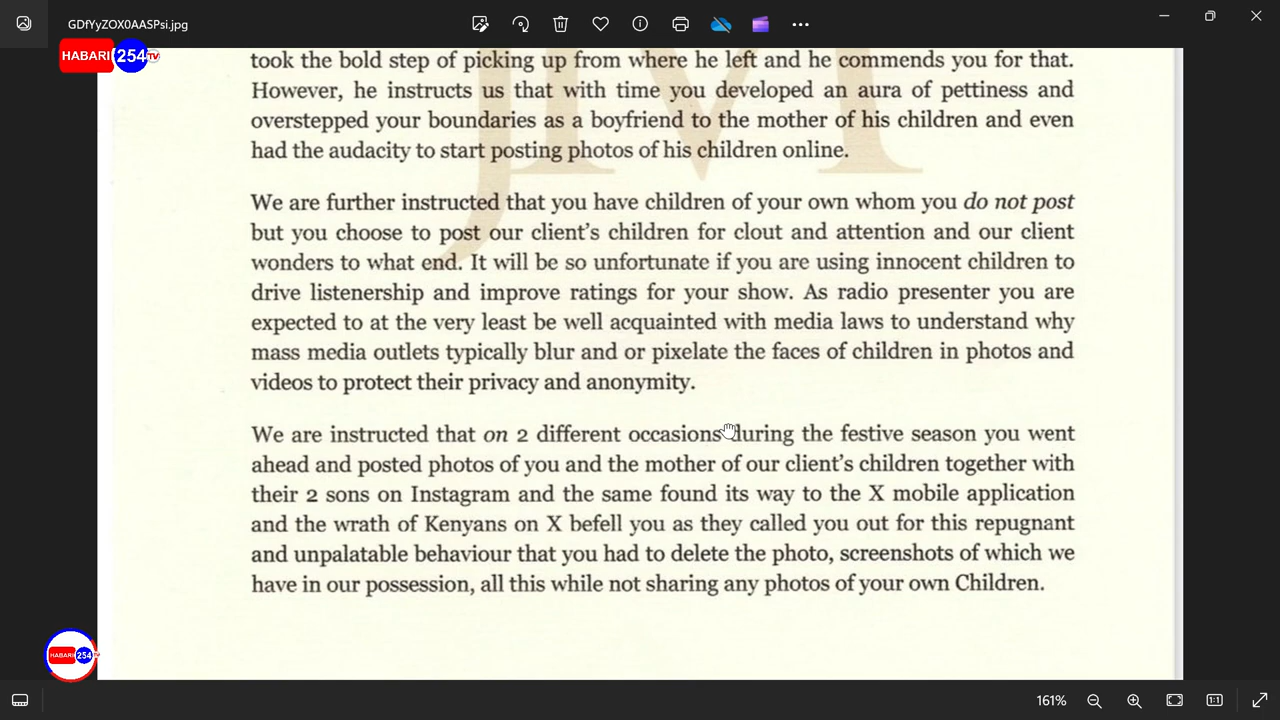 GDfYyZOX0AASPsi.jpg
HABARI 254 TV
took the bold step of picking up from where he left and he commends you for that.
However, he instructs us that with time you developed an aura of pettiness and
overstepped your boundaries as a boyfriend to the mother of his children and even
had the audacity to start posting photos of his children online.
We are further instructed that you have children of your own whom you do not post
but you choose to post our client's children for clout and attention and our client
wonders to what end. It will be so unfortunate if you are using innocent children to
drive listenership and improve ratings for your show. As radio presenter you are
expected to at the very least be well acquainted with media laws to understand why
mass media outlets typically blur and or pixelate the faces of children in photos and
videos to protect their privacy and anonymity.
We are instructed that on 2 different occasions during the festive season you went
ahead and posted photos of you and the mother of our client's children together with
their 2 sons on Instagram and the same found its way to the X mobile application
and the wrath of Kenyans on X befell you as they called you out for this repugnant
and unpalatable behaviour that you had to delete the photo, screenshots of which we
have in our possession, all this while not sharing any photos of your own Children.
HABARI 254 TV
161%
1:1